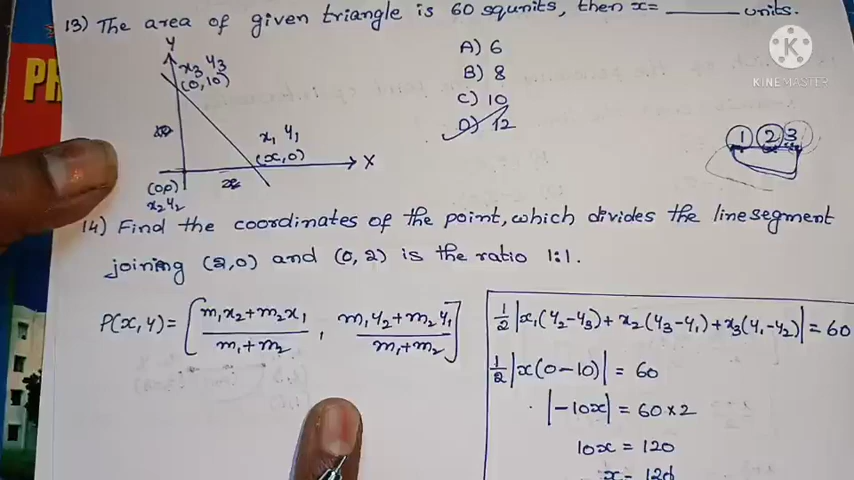 13) The area of given triangle is 60 squnits, then x= ______ units.
A) 6
B) 8
C) 10
D) 12
Y
x₃ y₃
(0,10)
x₁ y₁
(x,0)
X
(0,0)
x₂ y₂
1 2 3
KINEMASTER
PH
14) Find the coordinates of the point, which divides the line segment
joining (2,0) and (0,2) is the ratio 1:1.
P(x,y) = [m₁x₂+m₂x₁ / m₁+m₂ , m₁y₂+m₂y₁ / m₁+m₂]
1/2 |x₁(y₂-y₃)+x₂(y₃-y₁)+x₃(y₁-y₂)| = 60
1/2 |x(0-10)| = 60
|-10x| = 60×2
10x = 120
x = 120